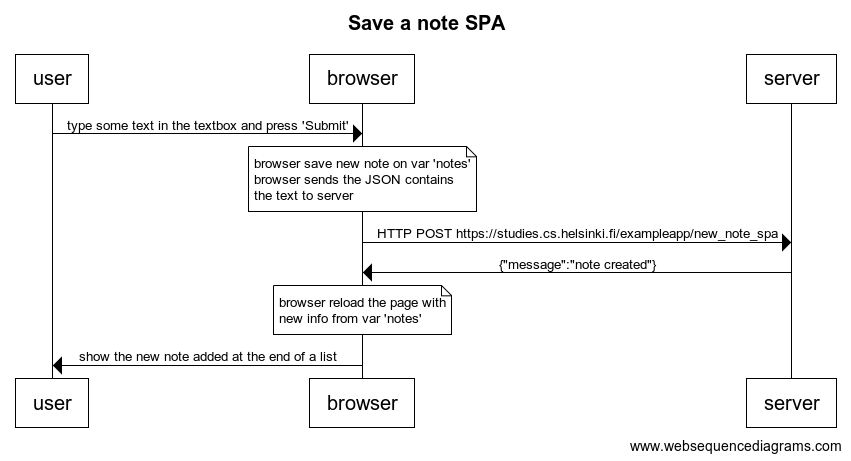 Save a note SPA
user
browser
server
type some text in the textbox and press 'Submit'
browser save new note on var 'notes'
browser sends the JSON contains
the text to server
HTTP POST https://studies.cs.helsinki.fi/exampleapp/new_note_spa
{"message":"note created"}
browser reload the page with
new info from var 'notes'
show the new note added at the end of a list
user
browser
server
www.websequencediagrams.com